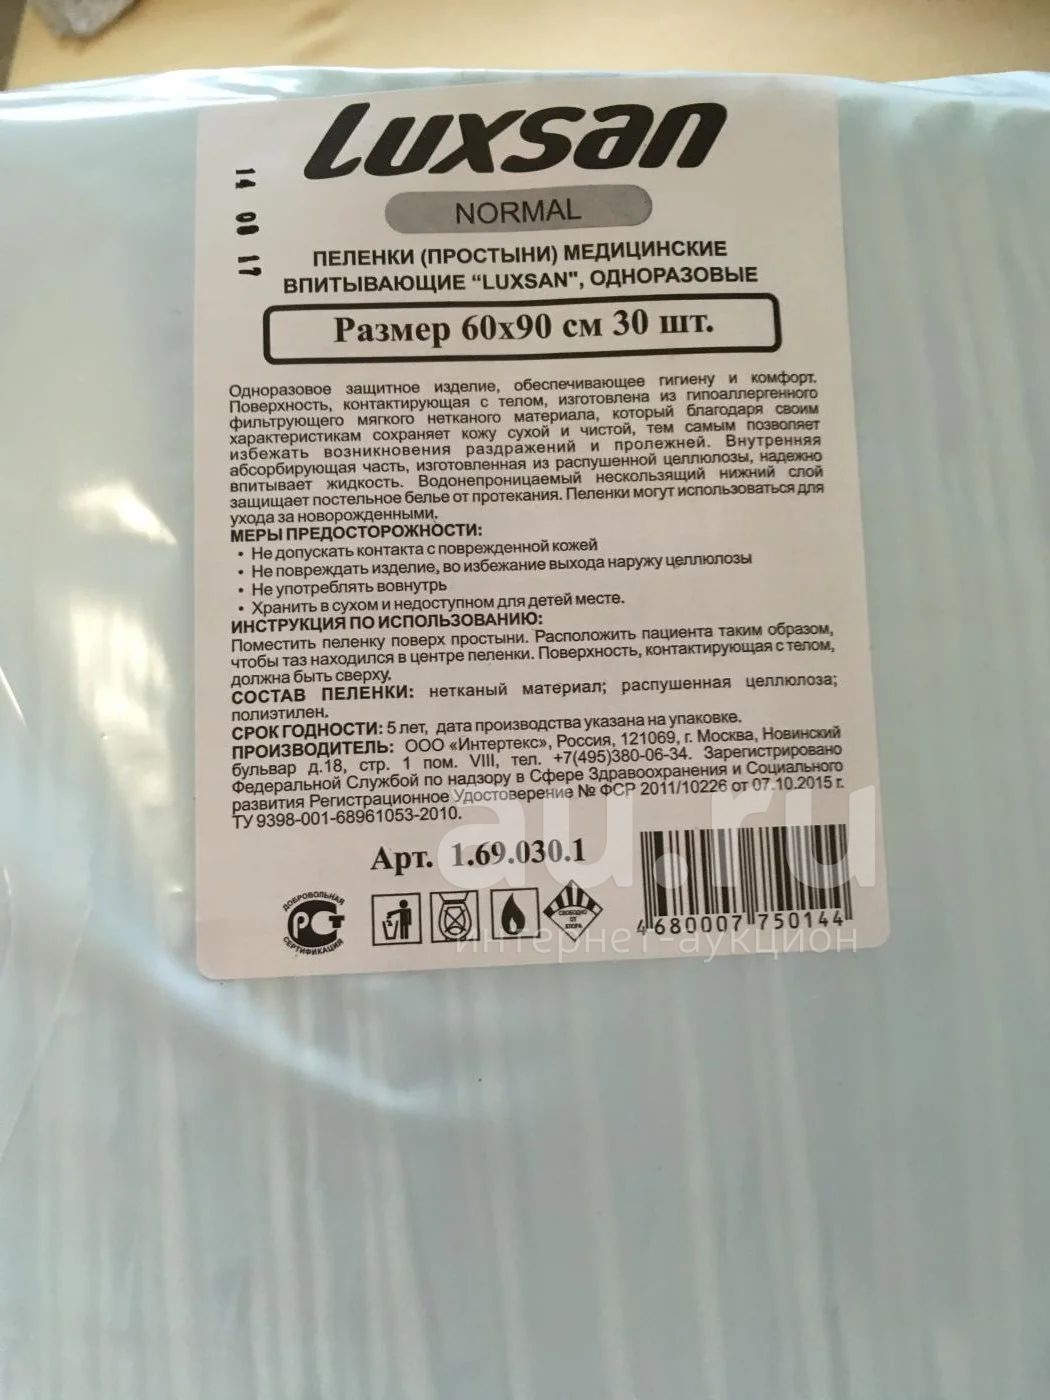 Luxsan
14 08 17
NORMAL
ПЕЛЕНКИ (ПРОСТЫНИ) МЕДИЦИНСКИЕ
ВПИТЫВАЮЩИЕ “LUXSAN", ОДНОРАЗОВЫЕ
Размер 60х90 см 30 шт.
Одноразовое защитное изделие, обеспечивающее гигиену и комфорт.
Поверхность, контактирующая с телом, изготовлена из гипоаллергенного
фильтрующего мягкого нетканого материала, который благодаря своим
характеристикам сохраняет кожу сухой и чистой, тем самым позволяет
избежать возникновения раздражений и пролежней. Внутренняя
абсорбирующая часть, изготовленная из распушенной целлюлозы, надежно
впитывает жидкость. Водонепроницаемый нескользящий нижний слой
защищает постельное белье от протекания. Пеленки могут использоваться для
ухода за новорожденными.
МЕРЫ ПРЕДОСТОРОЖНОСТИ:
• Не допускать контакта с поврежденной кожей
• Не повреждать изделие, во избежание выхода наружу целлюлозы
• Не употреблять вовнутрь
• Хранить в сухом и недоступном для детей месте.
ИНСТРУКЦИЯ ПО ИСПОЛЬЗОВАНИЮ:
Поместить пеленку поверх простыни. Расположить пациента таким образом,
чтобы таз находился в центре пеленки. Поверхность, контактирующая с телом,
должна быть сверху.
СОСТАВ ПЕЛЕНКИ: нетканый материал; распушенная целлюлоза;
полиэтилен.
СРОК ГОДНОСТИ: 5 лет, дата производства указана на упаковке.
ПРОИЗВОДИТЕЛЬ: ООО «Интертекс», Россия, 121069, г. Москва, Новинский
бульвар д.18, стр. 1 пом. VIII, тел. +7(495)380-06-34. Зарегистрировано
Федеральной Службой по надзору в Сфере Здравоохранения и Социального
развития Регистрационное Удостоверение № ФСР 2011/10226 от 07.10.2015 г.
ТУ 9398-001-68961053-2010.
au.ru
интернет-аукцион
Арт. 1.69.030.1
ДОБРОВОЛЬНАЯ
РСТ
СЕРТИФИКАЦИЯ
СВОБОДНО
ОТ
ХЛОРА
4 680007 750144